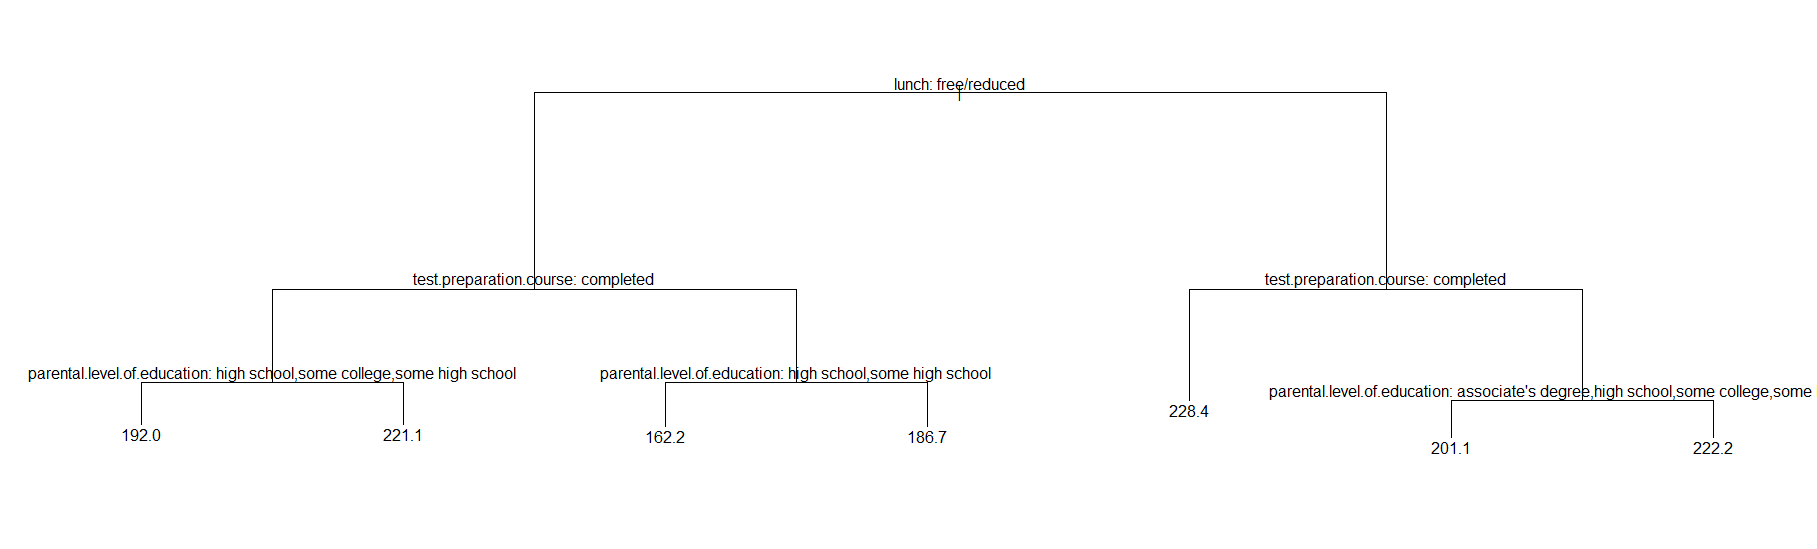 lunch: free/reduced
test.preparation.course: completed
test.preparation.course: completed
parental.level.of.education: high school,some college,some high school
parental.level.of.education: high school,some high school
parental.level.of.education: associate's degree,high school,some college,some
192.0
221.1
162.2
186.7
228.4
201.1
222.2